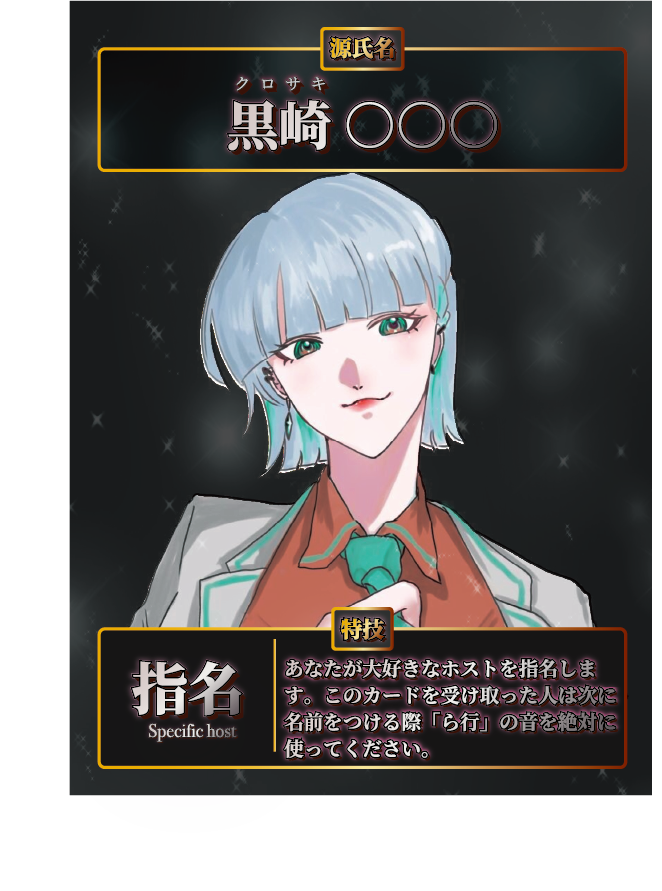 源氏名
クロサキ
黒崎 〇〇〇
特技
指名
Specific host
あなたが大好きなホストを指名しま
す。このカードを受け取った人は次に
名前をつける際「ら行」の音を絶対に
使ってください。